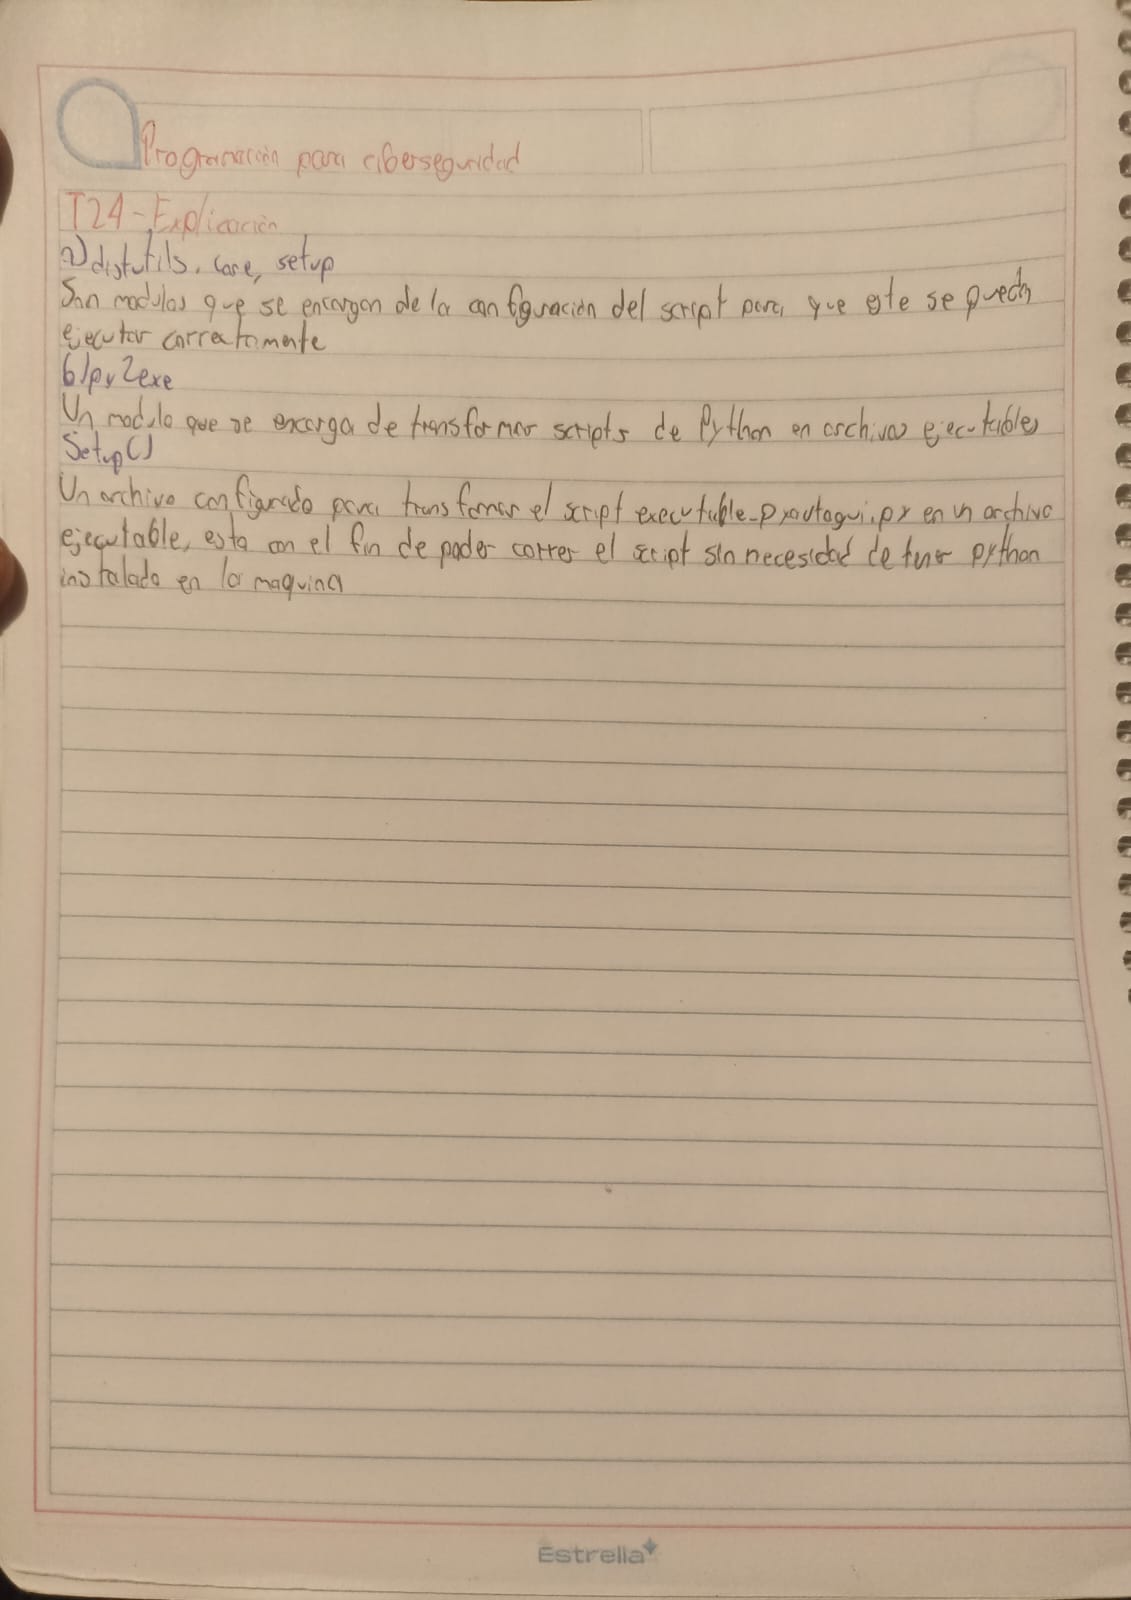 Programación para ciberseguridad
T24-Explicación
a) distutils. core, setup
Son modulos que se encargan de la configuración del script para que este se pueda
ejecutar correctamente
b) py2exe
Un modulo que se encarga de transformar scripts de Python en archivos ejecutables
Setup()
Un archivo configurado para transformar el script executable_pyautogui.py en un archivo
ejecutable, esto con el fin de poder correr el script sin necesidad de tener python
instalado en la maquina
Estrella